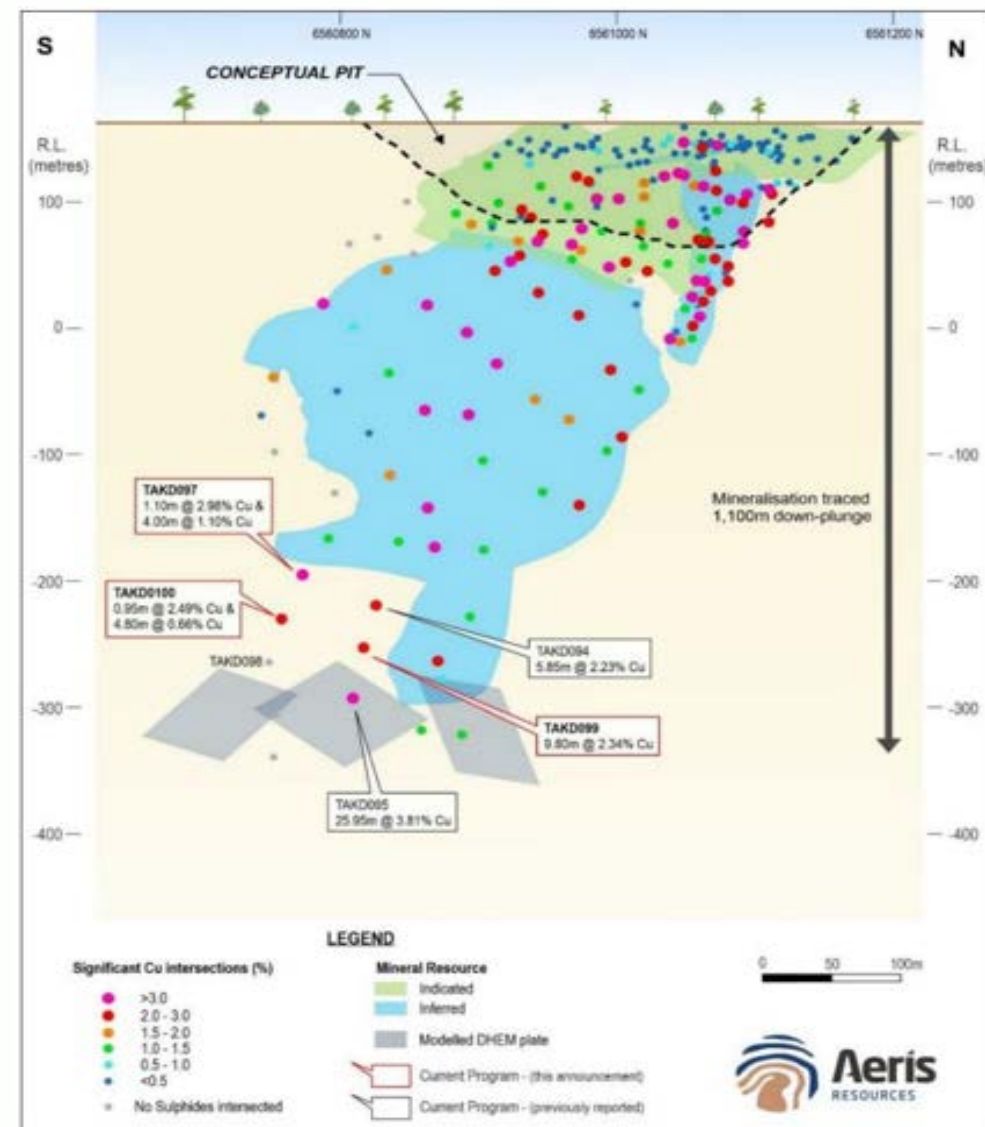 S
N
6560800 N
6561000 N
6561200 N
CONCEPTUAL PIT
R.L.
(metres)
R.L.
(metres)
100
100
0
0
-100
-100
-200
-200
-300
-300
-400
-400
Mineralisation traced
1,100m down-plunge
TAKD097
1.10m @ 2.98% Cu &
4.00m @ 1.10% Cu
TAKD0100
0.95m @ 2.49% Cu &
4.80m @ 0.66% Cu
TAKD098
TAKD094
5.85m @ 2.23% Cu
TAKD099
9.80m @ 2.34% Cu
TAKD095
25.95m @ 3.81% Cu
LEGEND
Significant Cu intersections (%)
>3.0
2.0 - 3.0
1.5 - 2.0
1.0 - 1.5
0.5 - 1.0
<0.5
No Sulphides intersected
Mineral Resource
Indicated
Inferred
Modelled DHEM plate
Current Program - (this announcement)
Current Program - (previously reported)
0 50 100m
Aeris
RESOURCES